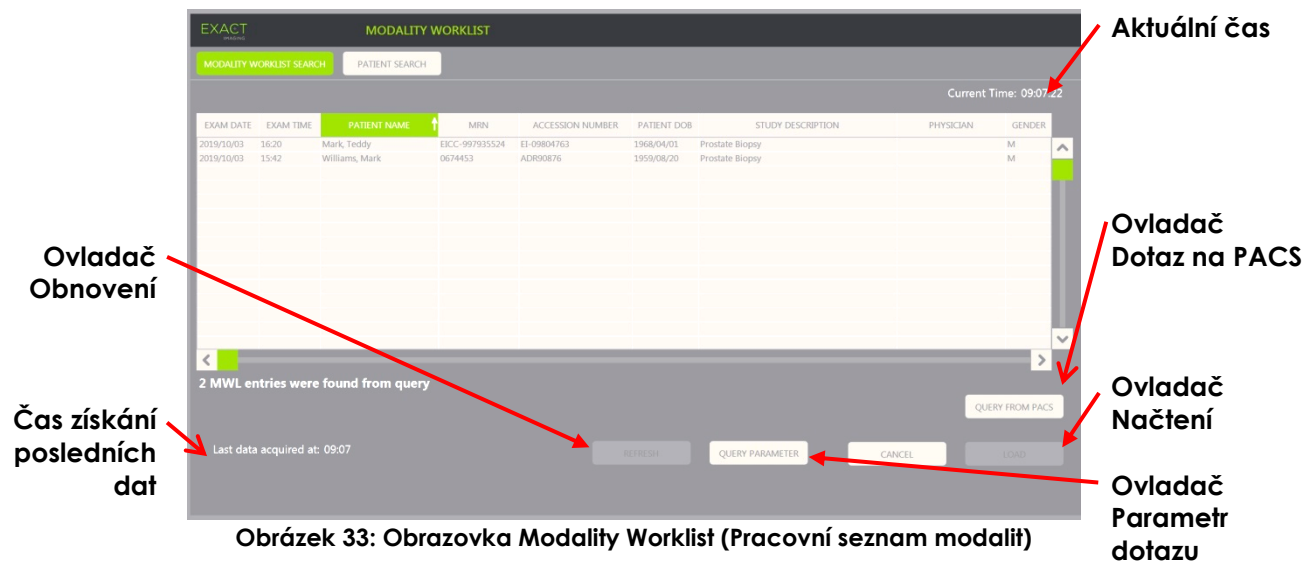 EXACT
IMAGING
MODALITY WORKLIST
Aktuální čas
MODALITY WORKLIST SEARCH
PATIENT SEARCH
Current Time: 09:07:22
EXAM DATE EXAM TIME PATIENT NAME MRN ACCESSION NUMBER PATIENT DOB STUDY DESCRIPTION PHYSICIAN GENDER
2019/10/03 16:20 Mark, Teddy EICC-997935524 EI-09804763 1968/04/01 Prostate Biopsy M
2019/10/03 15:42 Williams, Mark 0674453 ADR90876 1959/08/20 Prostate Biopsy M
Ovladač
Obnovení
Ovladač
Dotaz na PACS
2 MWL entries were found from query
QUERY FROM PACS
Ovladač
Načtení
Čas získání
posledních
dat
Last data acquired at: 09:07
REFRESH
QUERY PARAMETER
CANCEL
LOAD
Ovladač
Parametr
dotazu
Obrázek 33: Obrazovka Modality Worklist (Pracovní seznam modalit)